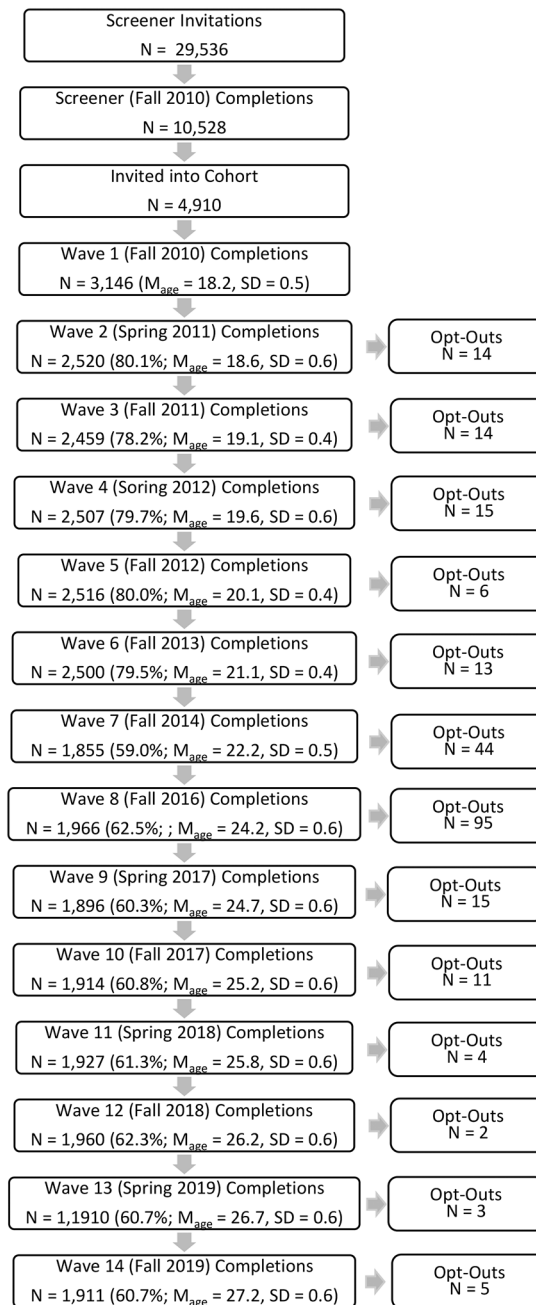 Screener Invitations
N =  29,536
Screener (Fall 2010) Completions
N = 10,528
Invited into Cohort
N = 4,910
Wave 1 (Fall 2010) Completions
N = 3,146 (Mage = 18.2, SD = 0.5)
Wave 2 (Spring 2011) Completions
N = 2,520 (80.1%; Mage = 18.6, SD = 0.6)
Opt-Outs
N = 14
Wave 3 (Fall 2011) Completions
N = 2,459 (78.2%; Mage = 19.1, SD = 0.4)
Opt-Outs
N = 14
Wave 4 (Soring 2012) Completions
N = 2,507 (79.7%; Mage = 19.6, SD = 0.6)
Opt-Outs
N = 15
Wave 5 (Fall 2012) Completions
N = 2,516 (80.0%; Mage = 20.1, SD = 0.4)
Opt-Outs
N = 6
Wave 6 (Fall 2013) Completions
N = 2,500 (79.5%; Mage = 21.1, SD = 0.4)
Opt-Outs
N = 13
Wave 7 (Fall 2014) Completions
N = 1,855 (59.0%; Mage = 22.2, SD = 0.5)
Opt-Outs
N = 44
Wave 8 (Fall 2016) Completions
N = 1,966 (62.5%; ; Mage = 24.2, SD = 0.6)
Opt-Outs
N = 95
Wave 9 (Spring 2017) Completions
N = 1,896 (60.3%; Mage = 24.7, SD = 0.6)
Opt-Outs
N = 15
Wave 10 (Fall 2017) Completions
N = 1,914 (60.8%; Mage = 25.2, SD = 0.6)
Opt-Outs
N = 11
Wave 11 (Spring 2018) Completions
N = 1,927 (61.3%; Mage = 25.8, SD = 0.6)
Opt-Outs
N = 4
Wave 12 (Fall 2018) Completions
N = 1,960 (62.3%; Mage = 26.2, SD = 0.6)
Opt-Outs
N = 2
Wave 13 (Spring 2019) Completions
N = 1,1910 (60.7%; Mage = 26.7, SD = 0.6)
Opt-Outs
N = 3
Wave 14 (Fall 2019) Completions
N = 1,911 (60.7%; Mage = 27.2, SD = 0.6)
Opt-Outs
N = 5